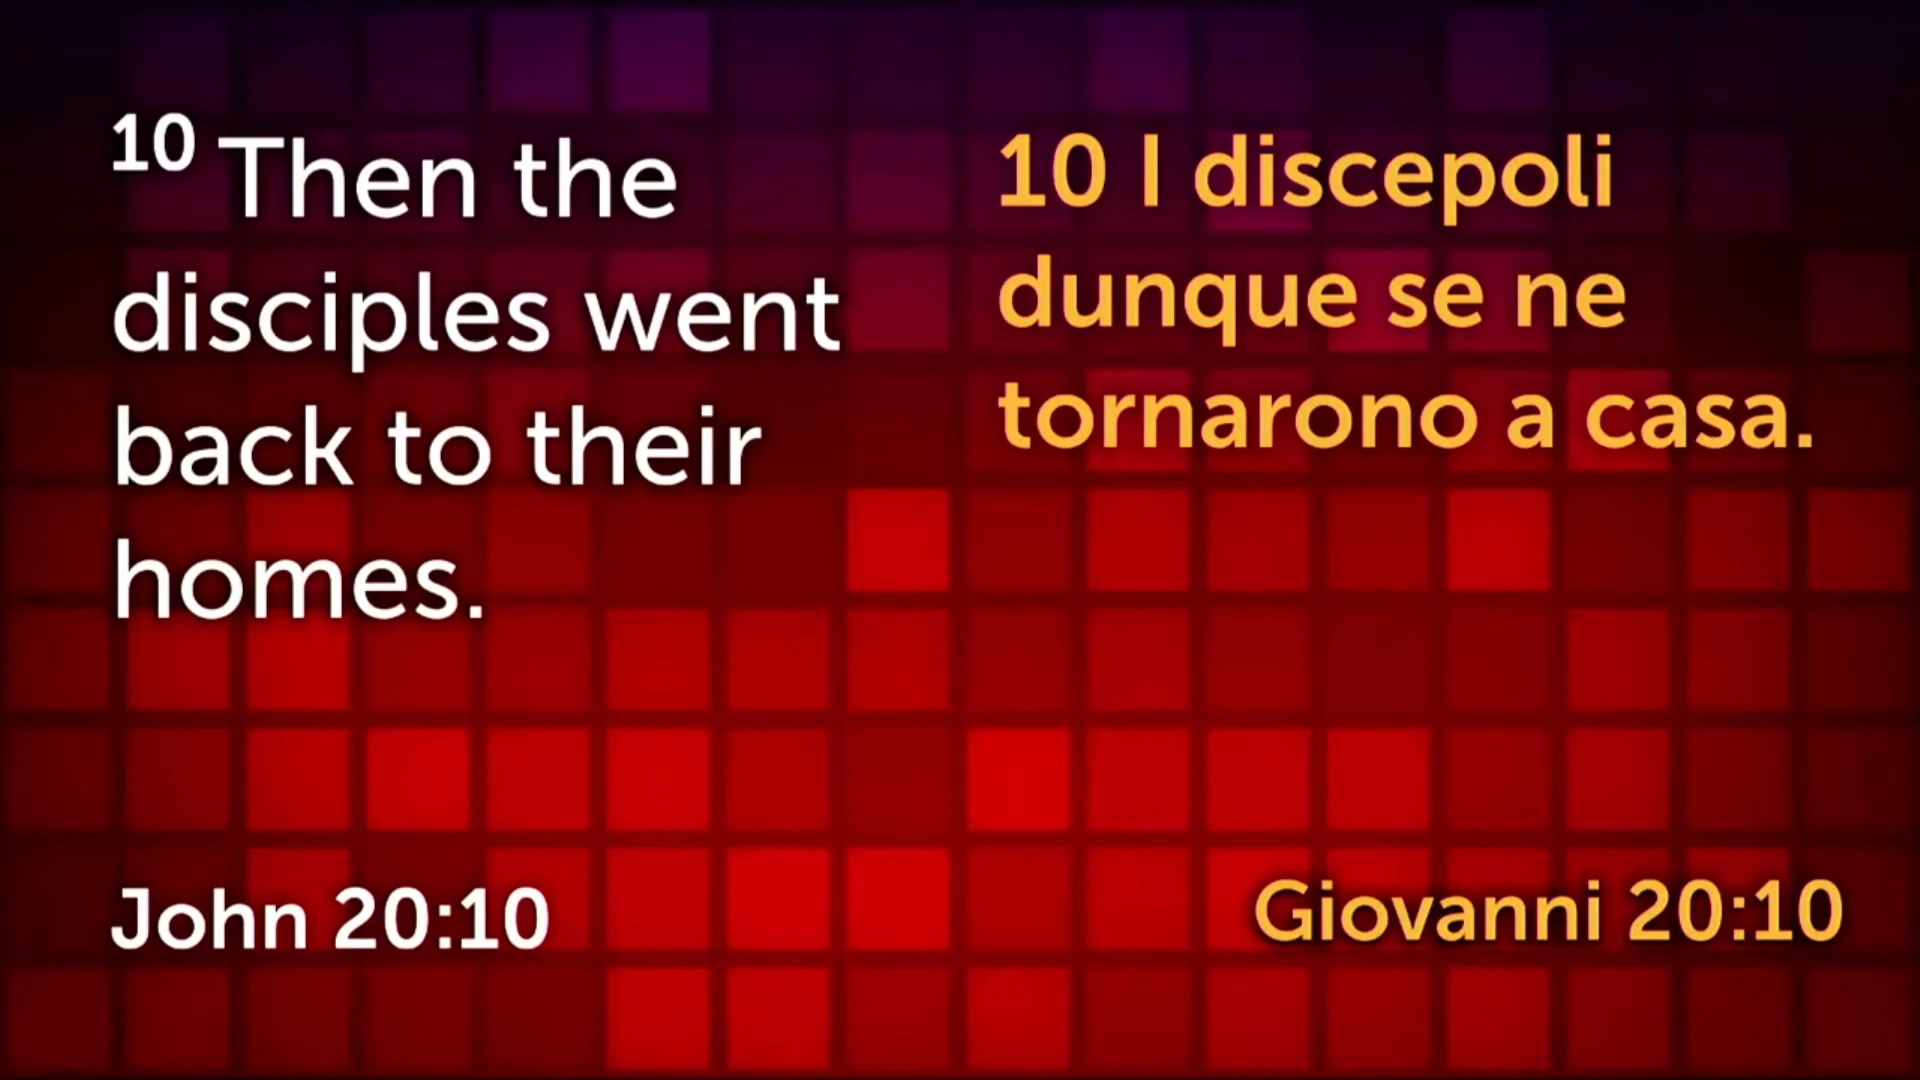 10 Then the
disciples went
back to their
homes.
John 20:10
10 I discepoli
dunque se ne
tornarono a casa.
Giovanni 20:10